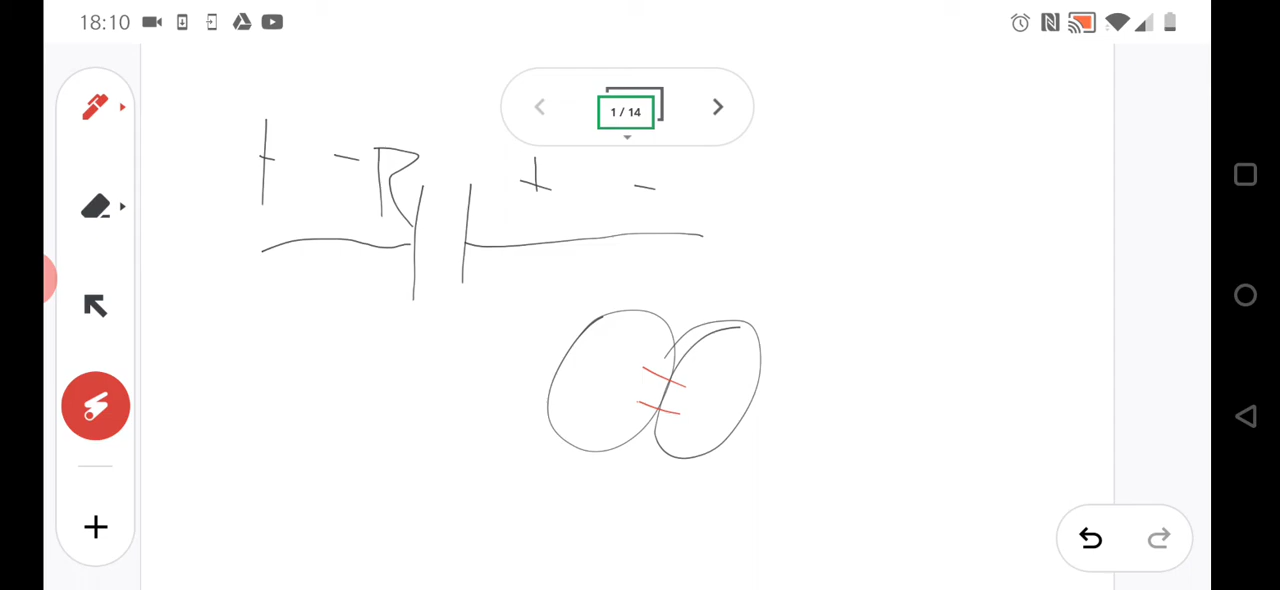 18:10
1 / 14
+ - R + -